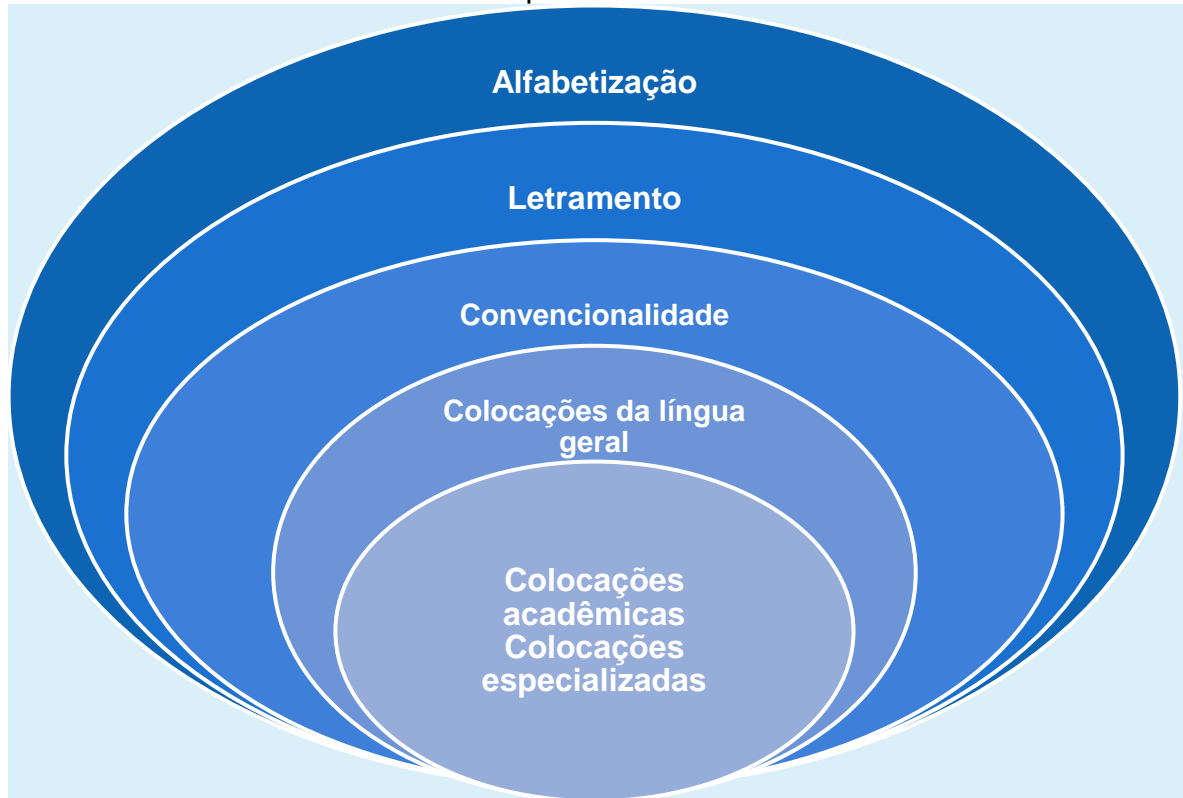 Alfabetização
Letramento
Convencionalidade
Colocações da língua
geral
Colocações
acadêmicas
Colocações
especializadas